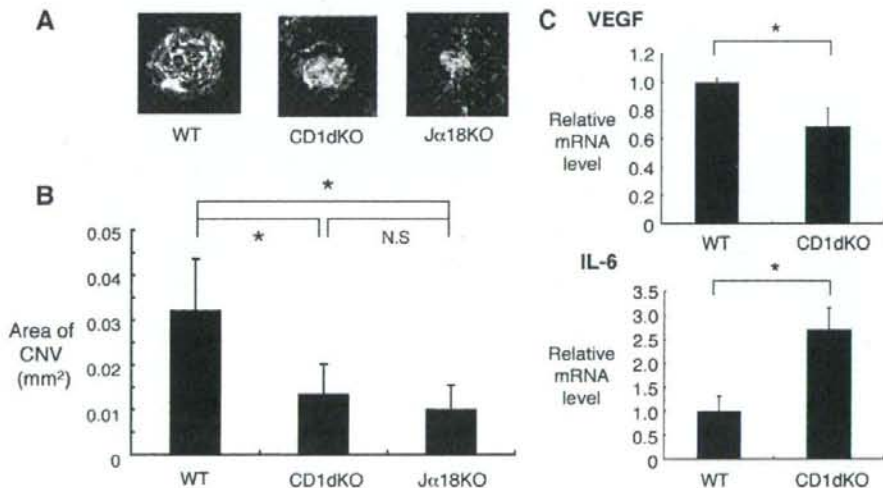 A
WT
CD1dKO
Jα18KO
B
*
*
N.S
0.05
0.04
0.03
0.02
0.01
0
Area of
CNV
(mm²)
WT
CD1dKO
Jα18KO
C
VEGF
*
1.2
1.0
0.8
0.6
0.4
0.2
0
Relative
mRNA
level
WT
CD1dKO
IL-6
*
3.5
3.0
2.5
2.0
1.5
1.0
0.5
0
Relative
mRNA
level
WT
CD1dKO